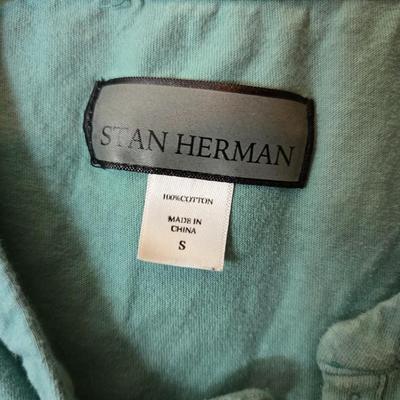 STAN HERMAN
100%COTTON
MADE IN
CHINA
S